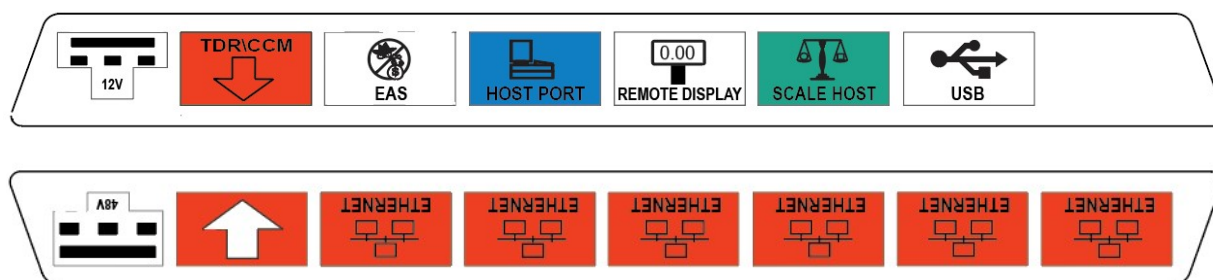 TDR\CCM
12V
EAS
HOST PORT
0.00
REMOTE DISPLAY
SCALE HOST
USB
48V
ETHERNET
ETHERNET
ETHERNET
ETHERNET
ETHERNET
ETHERNET